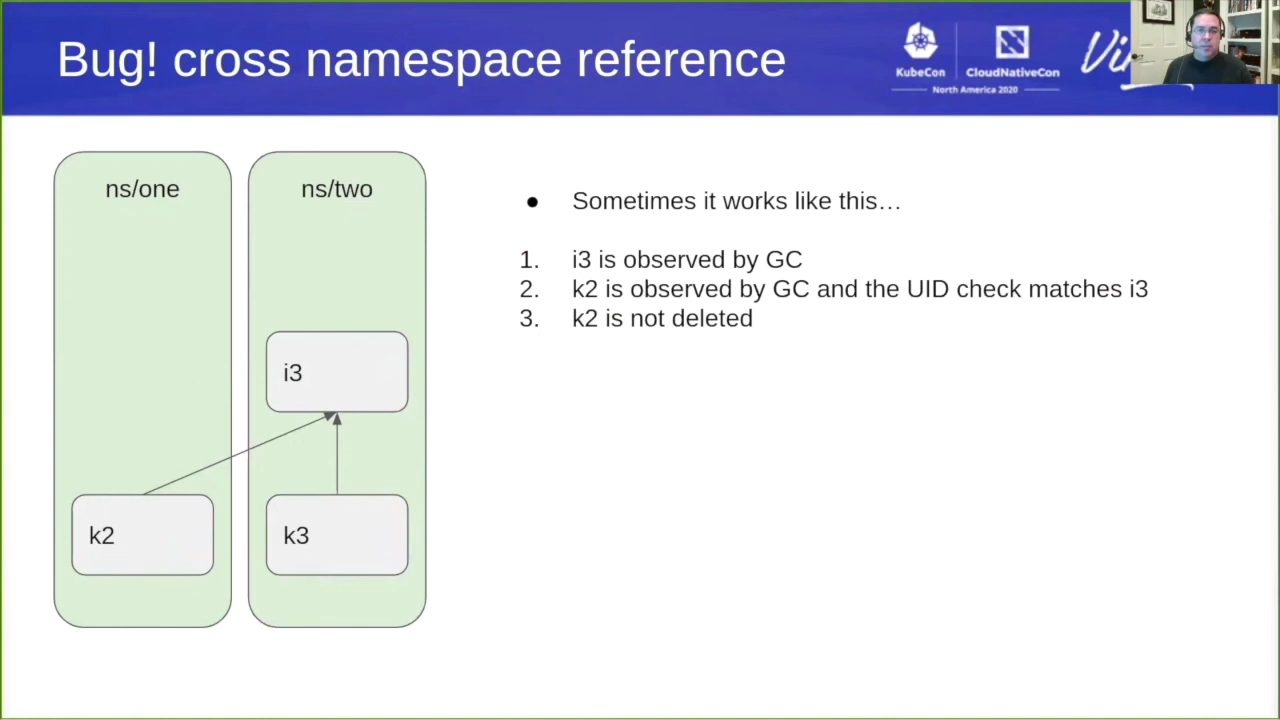 Bug! cross namespace reference
KubeCon
CloudNativeCon
North America 2020
ns/one
ns/two
i3
k2
k3
● Sometimes it works like this…
1. i3 is observed by GC
2. k2 is observed by GC and the UID check matches i3
3. k2 is not deleted